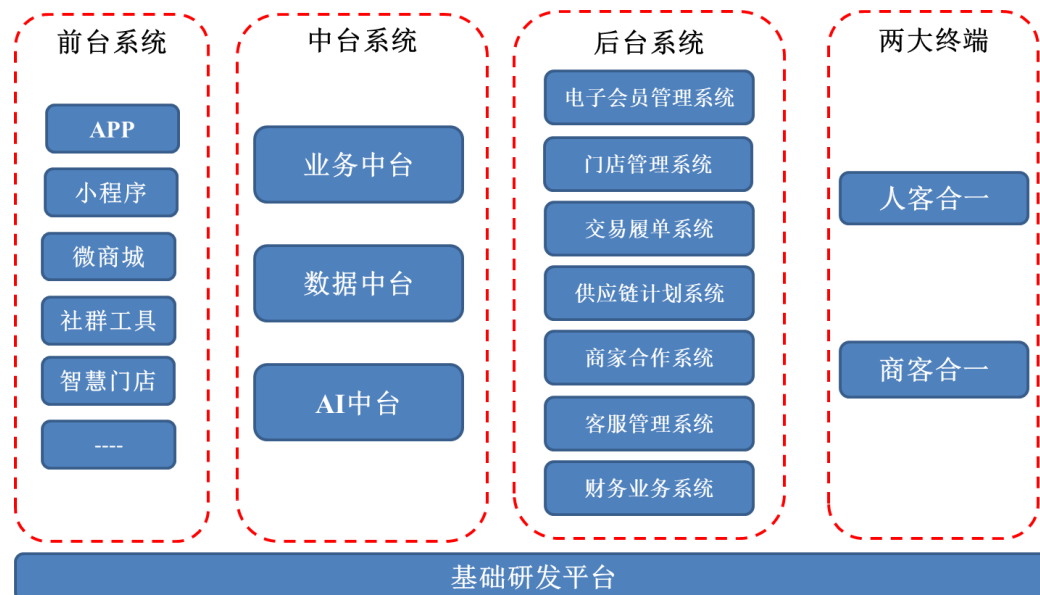 前台系统
APP
小程序
微商城
社群工具
智慧门店
----
中台系统
业务中台
数据中台
AI中台
后台系统
电子会员管理系统
门店管理系统
交易履单系统
供应链计划系统
商家合作系统
客服管理系统
财务业务系统
两大终端
人客合一
商客合一
基础研发平台